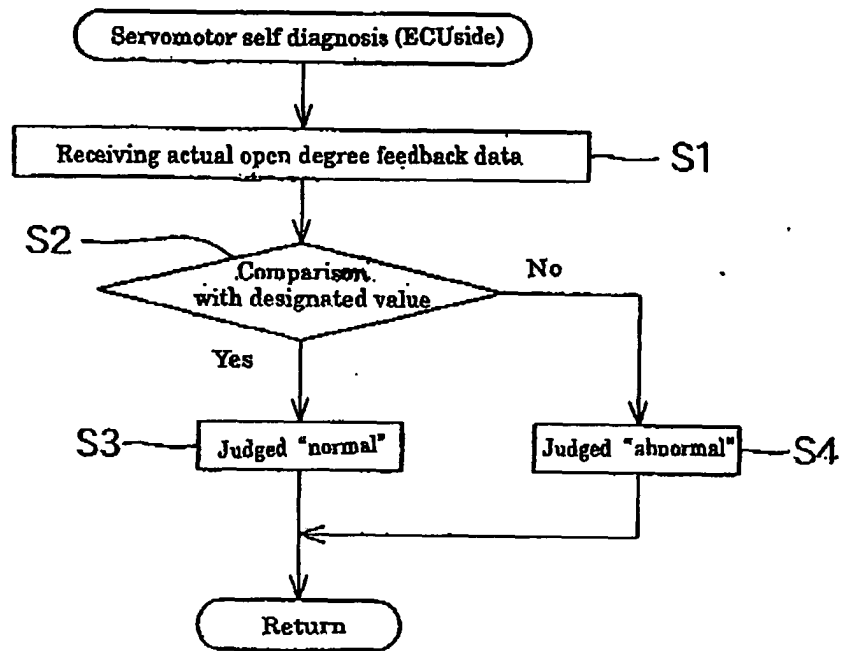 Servomotor self diagnosis (ECUside)
Receiving actual open degree feedback data
S1
S2
Comparison
with designated value
No
Yes
S3
Judged "normal"
Judged "abnormal"
S4
Return